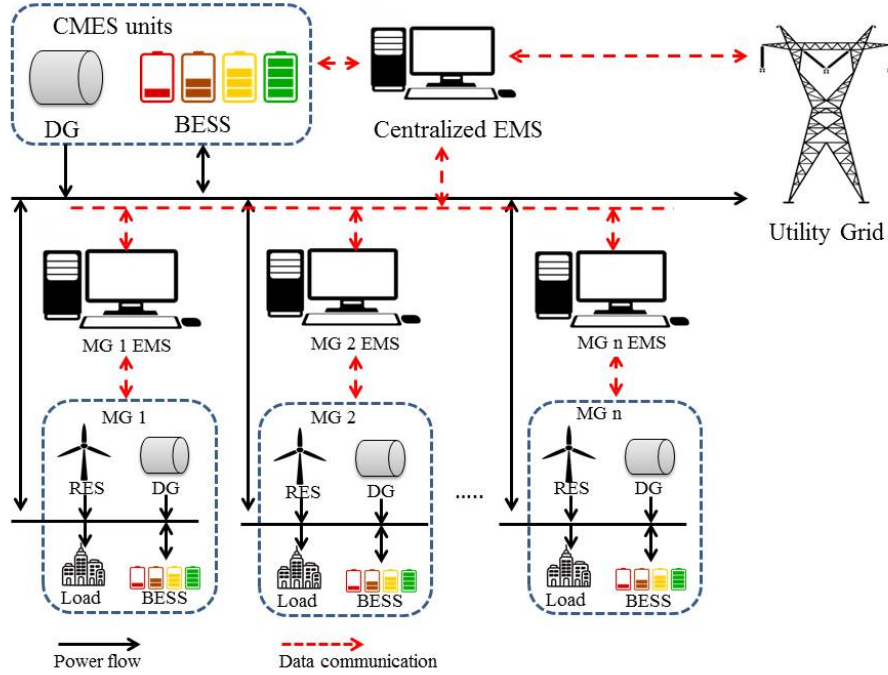 CMES units
DG
BESS
Centralized EMS
Utility Grid
MG 1 EMS
MG 2 EMS
MG n EMS
MG 1
MG 2
MG n
RES
DG
RES
DG
.....
RES
DG
Load
BESS
Load
BESS
Load
BESS
Power flow
Data communication